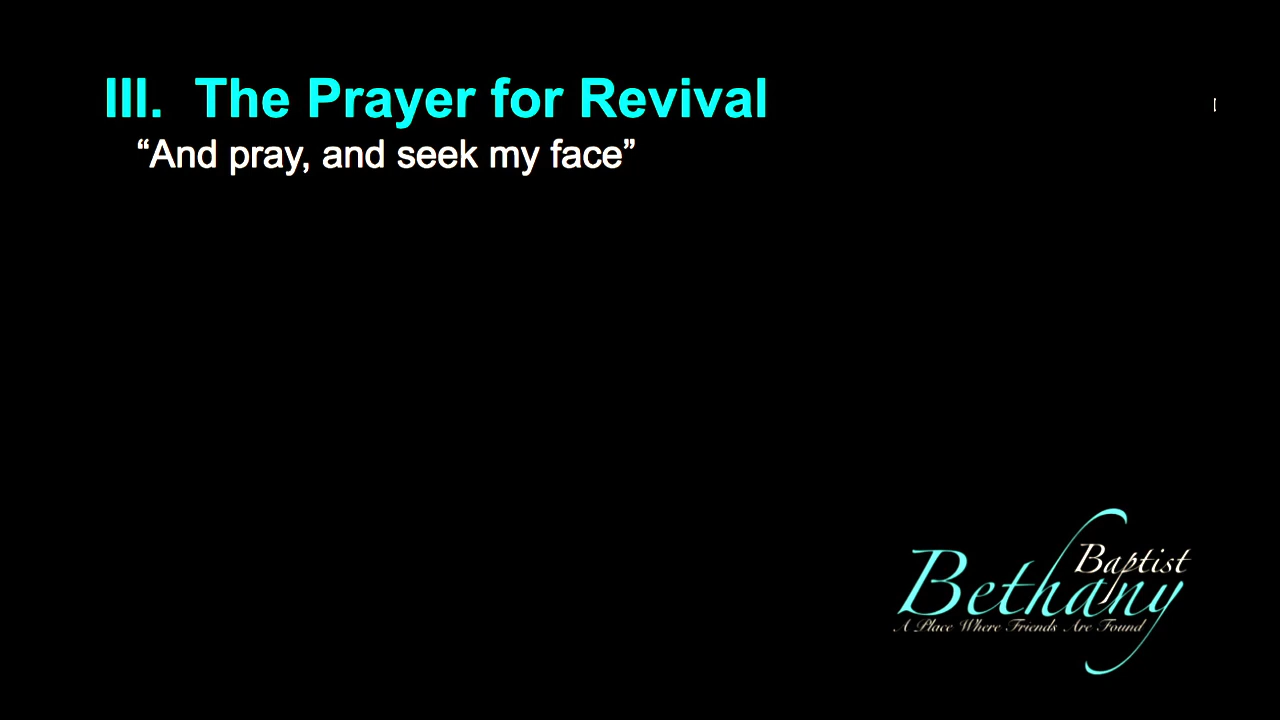 III. The Prayer for Revival
“And pray, and seek my face”
Baptist
Bethany
A Place Where Friends Are Found